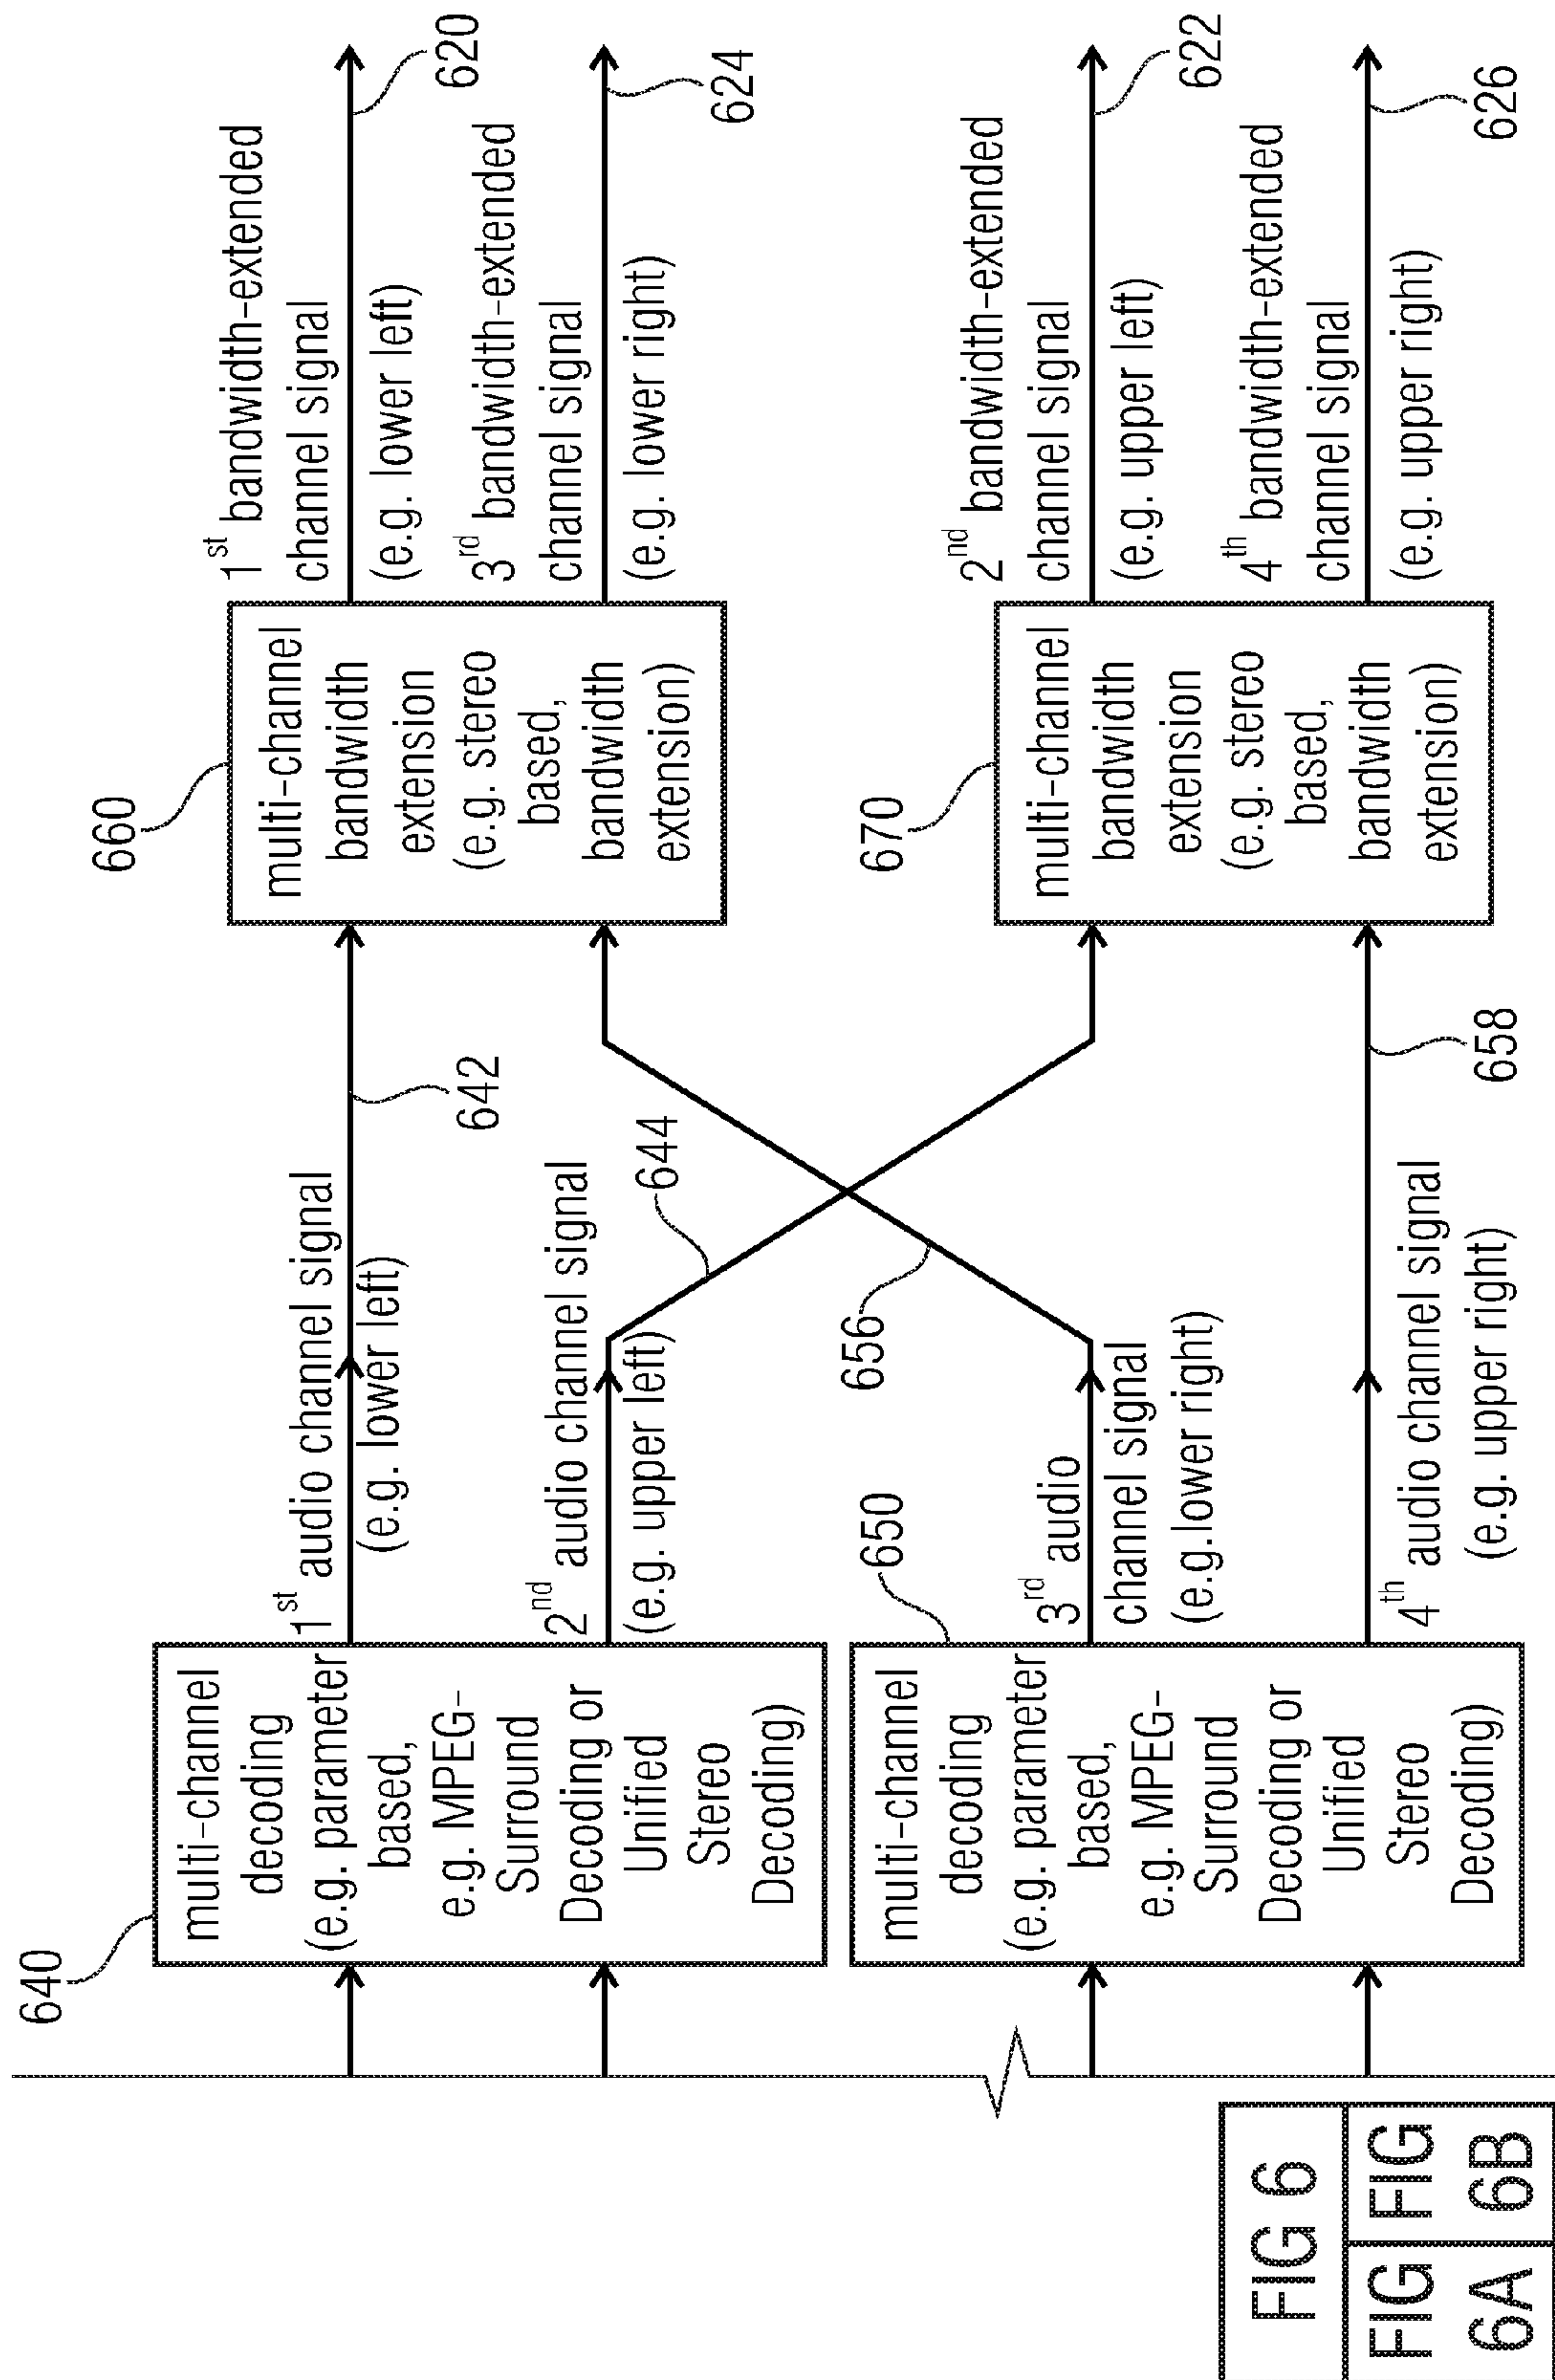 640
multi-channel
decoding
(e.g. parameter
based,
e.g. MPEG-
Surround
Decoding or
Unified
Stereo
Decoding)
1st audio channel signal
(e.g. lower left)
642
2nd audio channel signal
(e.g. upper left)
644
660
multi-channel
bandwidth
extension
(e.g. stereo
based,
bandwidth
extension)
1st bandwidth-extended
channel signal
(e.g. lower left)
620
3rd bandwidth-extended
channel signal
(e.g. lower right)
624
650
multi-channel
decoding
(e.g. parameter
based,
e.g. MPEG-
Surround
Decoding or
Unified
Stereo
Decoding)
656
3rd audio
channel signal
(e.g.lower right)
4th audio channel signal
(e.g. upper right)
658
670
multi-channel
bandwidth
extension
(e.g. stereo
based,
bandwidth
extension)
2nd bandwidth-extended
channel signal
(e.g. upper left)
622
4th bandwidth-extended
channel signal
(e.g. upper right)
626
FIG 6
FIG 6A
FIG 6B